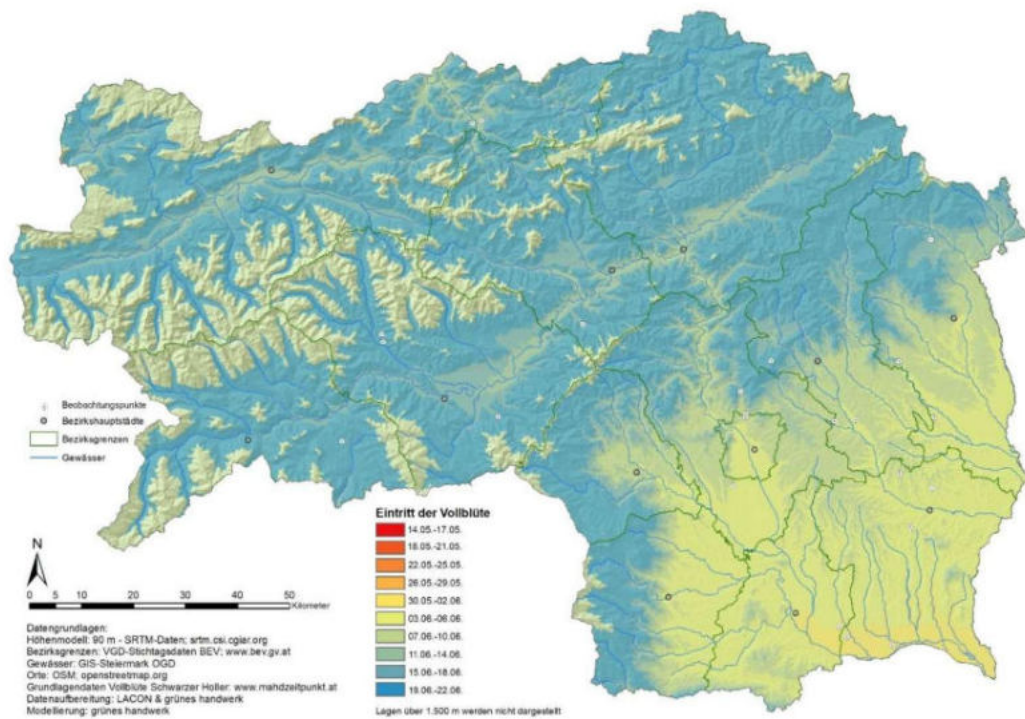 Beobachtungspunkte
Bezirkshauptstädte
Bezirksgrenzen
Gewässer
N
0 5 10 20 30 40 50
Kilometer
Datengrundlagen:
Höhenmodell: 90 m - SRTM-Daten; srtm.csi.cgiar.org
Bezirksgrenzen: VGD-Stichtagsdaten BEV; www.bev.gv.at
Gewässer: GIS-Steiermark OGD
Orte: OSM; openstreetmap.org
Grundlagendaten Vollblüte Schwarzer Holler: www.mahdzeitpunkt.at
Datenaufbereitung: LACON & grünes handwerk
Modellierung: grünes handwerk
Eintritt der Vollblüte
14.05.-17.05.
18.05.-21.05.
22.05.-25.05.
26.05.-29.05.
30.05.-02.06.
03.06.-06.06.
07.06.-10.06.
11.06.-14.06.
15.06.-18.06.
19.06.-22.06.
Lagen über 1.500 m werden nicht dargestellt